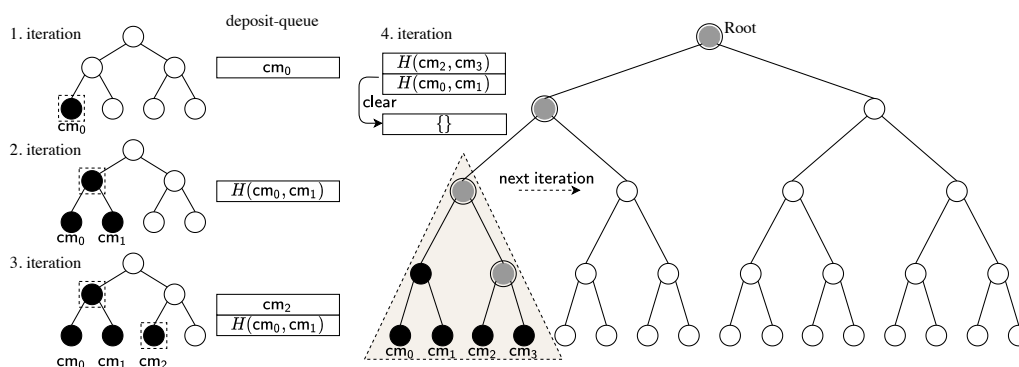 deposit-queue
1. iteration
cm₀
cm₀
2. iteration
H(cm₀, cm₁)
cm₀ cm₁
3. iteration
cm₂
H(cm₀, cm₁)
cm₀ cm₁ cm₂
4. iteration
H(cm₂, cm₃)
H(cm₀, cm₁)
clear
{}
Root
next iteration
cm₀ cm₁ cm₂ cm₃